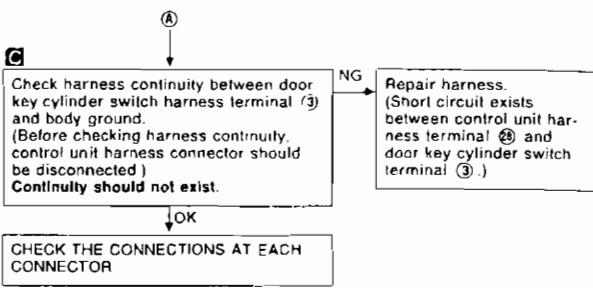 Ⓐ
C
Check harness continuity between door
key cylinder switch harness terminal ③
and body ground.
(Before checking harness continuity,
control unit harness connector should
be disconnected)
Continuity should not exist.
NG
Repair harness.
(Short circuit exists
between control unit har-
ness terminal ㉘ and
door key cylinder switch
terminal ③.)
OK
CHECK THE CONNECTIONS AT EACH
CONNECTOR